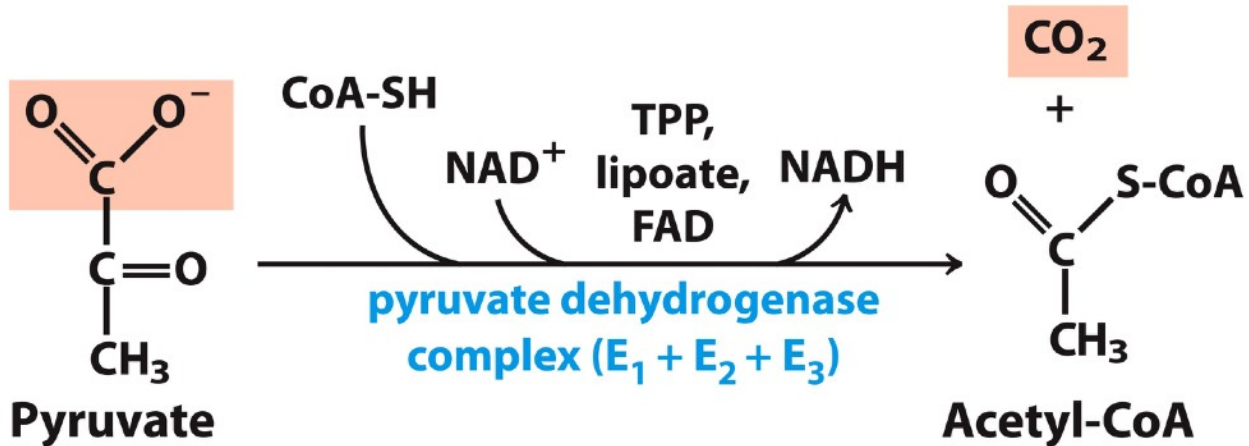 CO₂
+
O O⁻
C
C=O
CH₃
Pyruvate
CoA-SH
NAD⁺
TPP,
lipoate,
FAD
NADH
pyruvate dehydrogenase
complex (E₁ + E₂ + E₃)
O S-CoA
C
CH₃
Acetyl-CoA